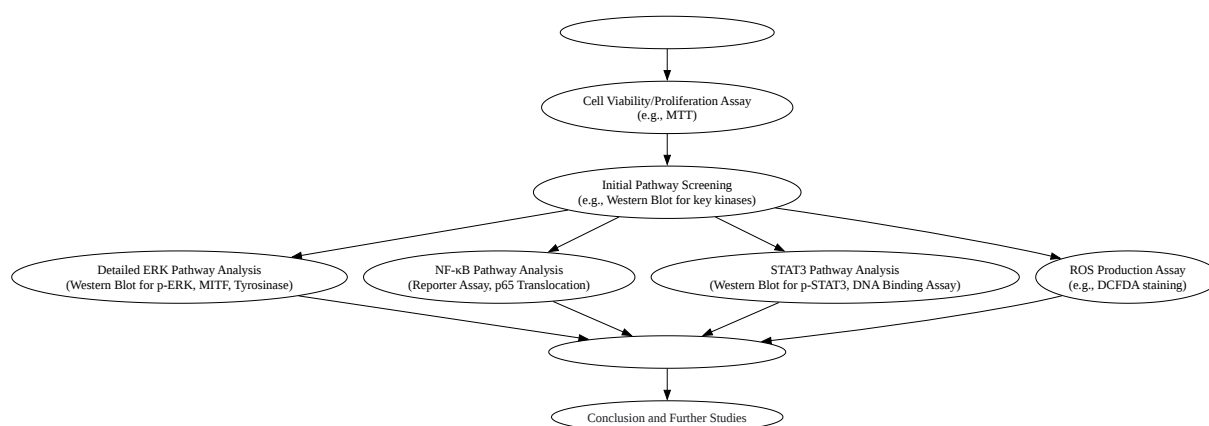 Cell Viability/Proliferation Assay
(e.g., MTT)
Initial Pathway Screening
(e.g., Western Blot for key kinases)
Detailed ERK Pathway Analysis
(Western Blot for p-ERK, MITF, Tyrosinase)
NF-κB Pathway Analysis
(Reporter Assay, p65 Translocation)
STAT3 Pathway Analysis
(Western Blot for p-STAT3, DNA Binding Assay)
ROS Production Assay
(e.g., DCFDA staining)
Conclusion and Further Studies